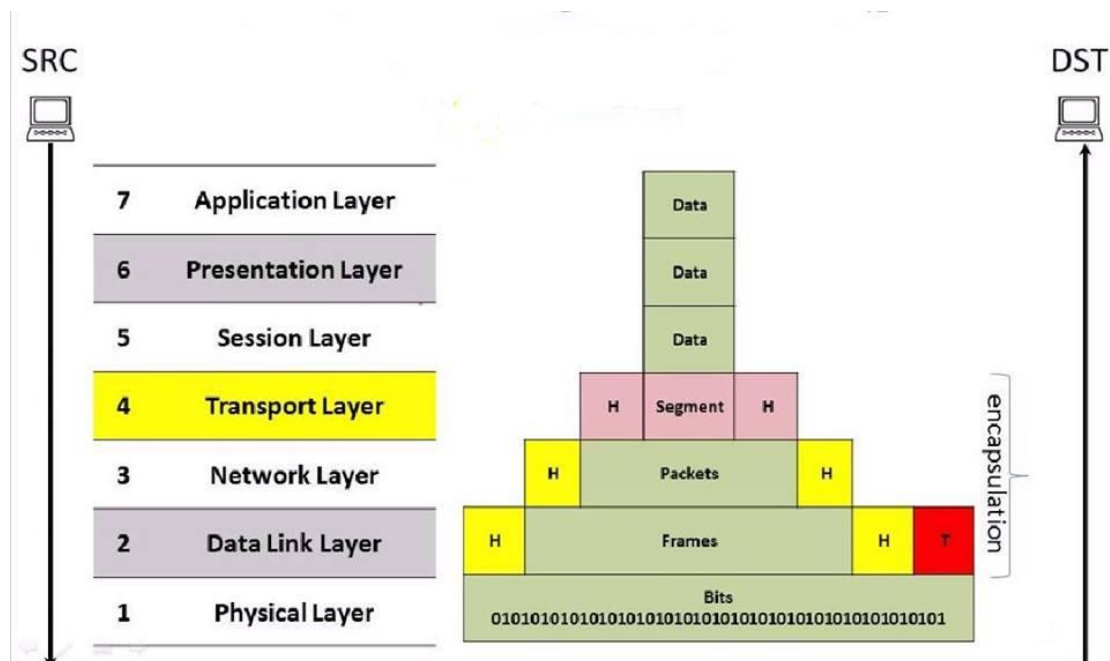 SRC
DST
7 Application Layer Data
6 Presentation Layer Data
5 Session Layer Data
4 Transport Layer H Segment H
3 Network Layer H Packets H
2 Data Link Layer H Frames H T
encapsulation
1 Physical Layer Bits
0101010101010101010101010101010101010101010101010101